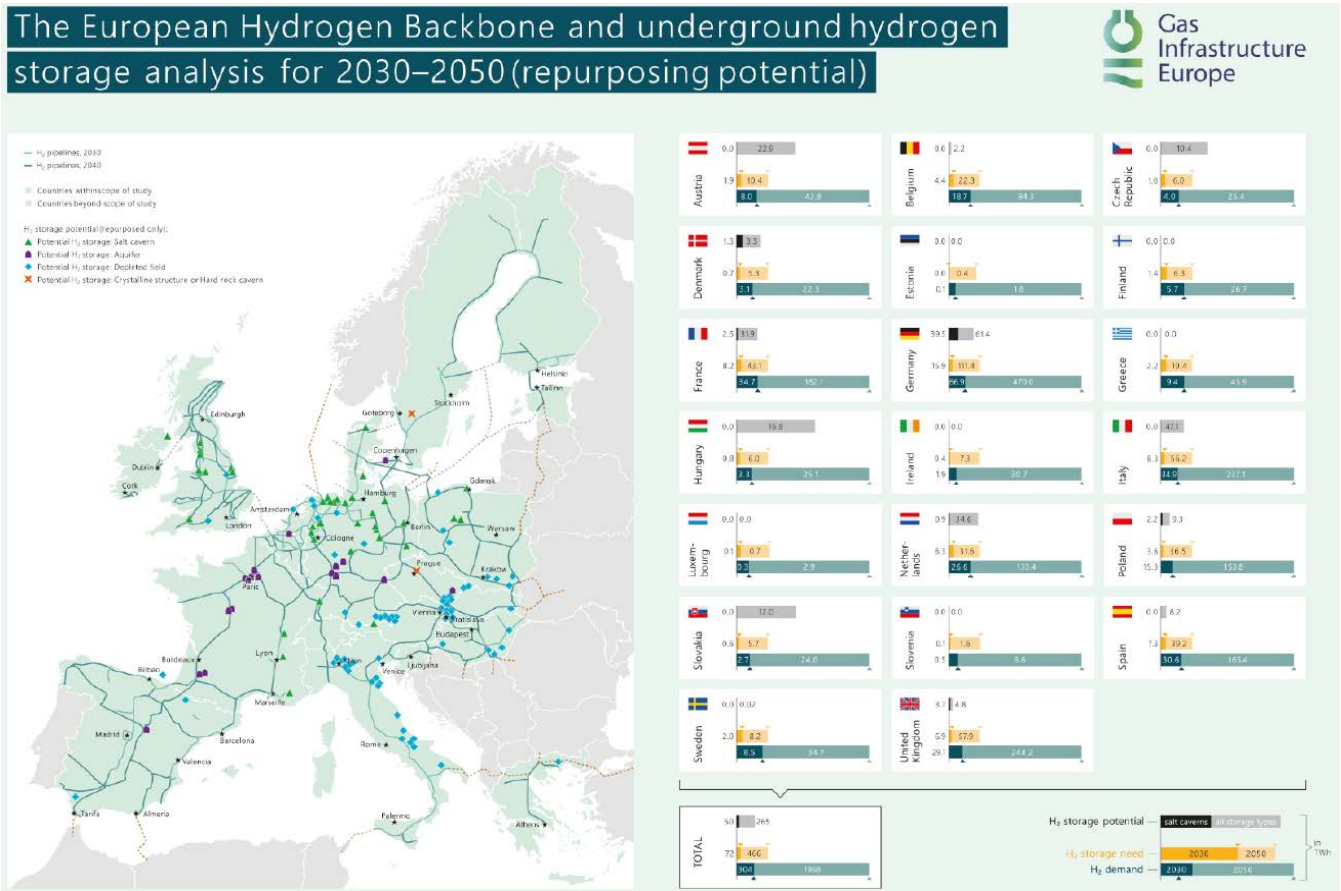 The European Hydrogen Backbone and underground hydrogen
storage analysis for 2030–2050 (repurposing potential)
Gas
Infrastructure
Europe
H₂ pipelines, 2030
H₂ pipelines, 2040
Countries within scope of study
Countries beyond scope of study
H₂ storage potential (repurposed only):
Potential H₂ storage: Salt cavern
Potential H₂ storage: Aquifer
Potential H₂ storage: Depleted field
Potential H₂ storage: Crystalline structure or Hard rock cavern
Helsinki
Tallinn
Stockholm
Göteborg
Edinburgh
Copenhagen
Dublin
Cork
Gdansk
Hamburg
Amsterdam
London
Berlin
Warsaw
Cologne
Prague
Krakow
Paris
Vienna
Bratislava
Budapest
Bordeaux
Lyon
Ljubjana
Venice
Bilbao
Marseille
Madrid
Barcelona
Rome
Valencia
Tarifa
Almeria
Palermo
Athens
Austria
0.0 22.9
1.9 10.4
8.0 43.8
Belgium
0.0 2.2
4.4 22.3
18.7 94.3
Czech
Republic
0.0 10.4
1.0 6.0
4.0 25.4
Denmark
1.3 3.3
0.7 5.3
3.1 22.3
Estonia
0.0 0.0
0.0 0.4
0.1 1.8
Finland
0.0 0.0
1.4 6.3
5.7 26.7
France
2.5 31.9
8.2 43.1
34.7 182.1
Germany
39.5 61.4
15.9 111.4
66.9 470.0
Greece
0.0 0.0
2.2 10.4
9.4 43.9
Hungary
0.0 16.8
0.8 6.0
3.3 25.1
Ireland
0.0 0.0
0.4 7.3
1.9 30.7
Italy
0.0 47.1
8.3 56.2
34.9 237.1
Luxem-
bourg
0.0 0.0
0.1 0.7
0.3 2.9
Nether-
lands
0.9 34.6
6.3 31.6
26.6 133.4
Poland
2.2 9.3
3.6 36.5
15.3 153.8
Slovakia
0.0 12.0
0.6 5.7
2.7 24.0
Slovenia
0.0 0.0
0.1 1.6
6.6
Spain
0.0 8.2
7.3 39.2
30.6 165.4
Sweden
0.0 0.02
2.0 8.2
8.5 34.7
United
Kingdom
3.7 4.8
6.9 57.9
29.1 244.2
TOTAL
50 265
72 466
304 1968
H₂ storage potential salt caverns all storage types
H₂ storage need 2030 2050
H₂ demand 2030 2050
in
TWh